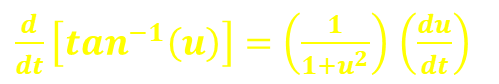 d/dt [tan⁻¹(u)] = (1/(1+u²)) (du/dt)